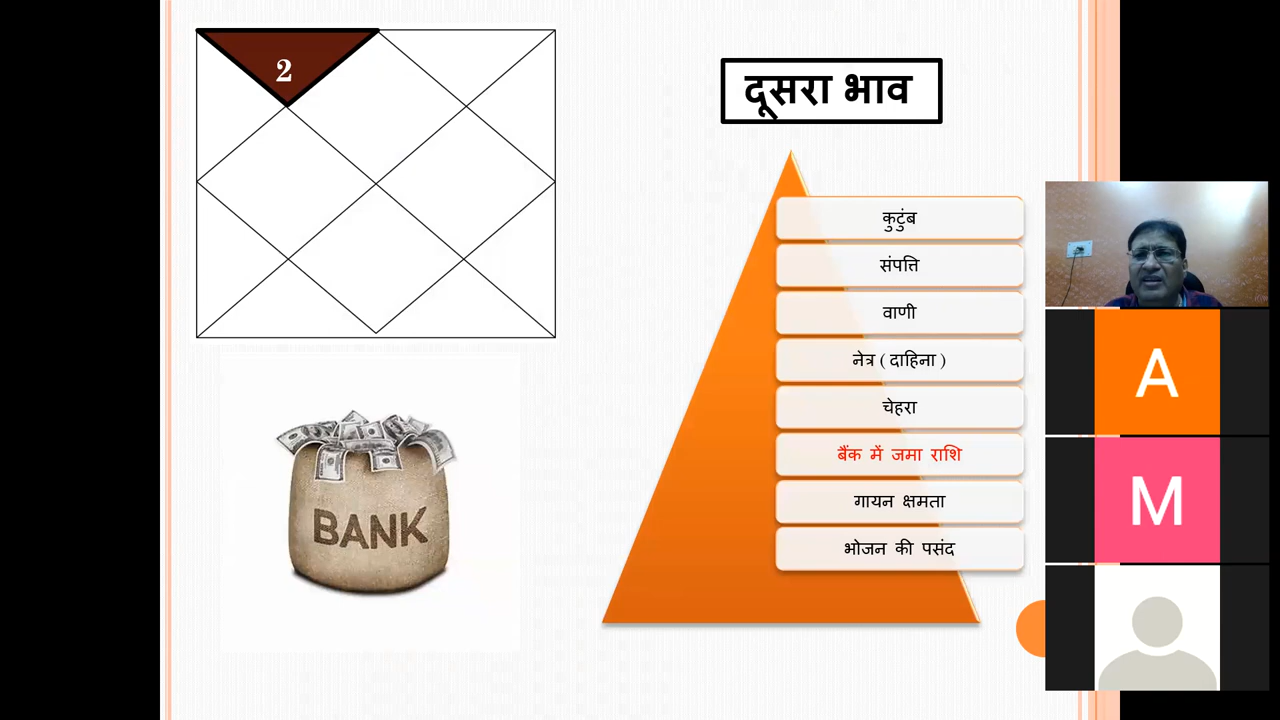 2
दूसरा भाव
कुटुंब
संपत्ति
वाणी
नेत्र ( दाहिना )
चेहरा
बैंक में जमा राशि
गायन क्षमता
भोजन की पसंद
BANK
A
M